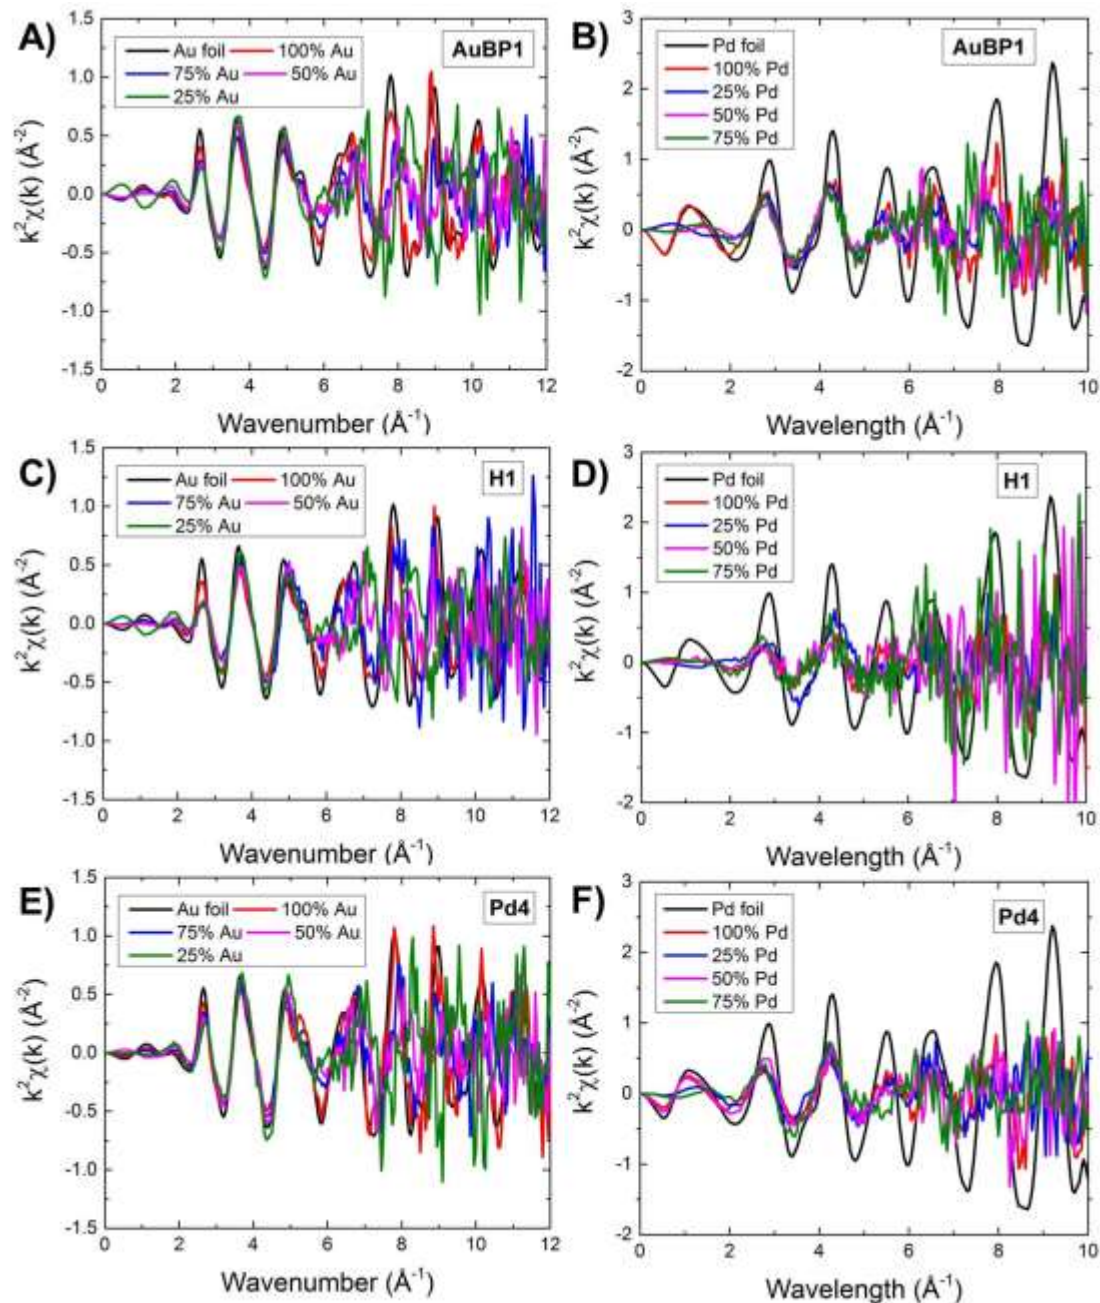 A)
Au foil 100% Au
75% Au 50% Au
25% Au
AuBP1
k²χ(k) (Å⁻²)
1.5
1.0
0.5
0.0
-0.5
-1.0
-1.5
0 2 4 6 8 10 12
Wavenumber (Å⁻¹)
B)
Pd foil
100% Pd
25% Pd
50% Pd
75% Pd
AuBP1
k²χ(k) (Å⁻²)
3
2
1
0
-1
-2
0 2 4 6 8 10
Wavelength (Å⁻¹)
C)
Au foil 100% Au
75% Au 50% Au
25% Au
H1
k²χ(k) (Å⁻²)
1.5
1.0
0.5
0.0
-0.5
-1.0
-1.5
0 2 4 6 8 10 12
Wavenumber (Å⁻¹)
D)
Pd foil
100% Pd
25% Pd
50% Pd
75% Pd
H1
k²χ(k) (Å⁻²)
3
2
1
0
-1
-2
0 2 4 6 8 10
Wavelength (Å⁻¹)
E)
Au foil 100% Au
75% Au 50% Au
25% Au
Pd4
k²χ(k) (Å⁻²)
1.5
1.0
0.5
0.0
-0.5
-1.0
-1.5
0 2 4 6 8 10 12
Wavenumber (Å⁻¹)
F)
Pd foil
100% Pd
25% Pd
50% Pd
75% Pd
Pd4
k²χ(k) (Å⁻²)
3
2
1
0
-1
-2
0 2 4 6 8 10
Wavelength (Å⁻¹)